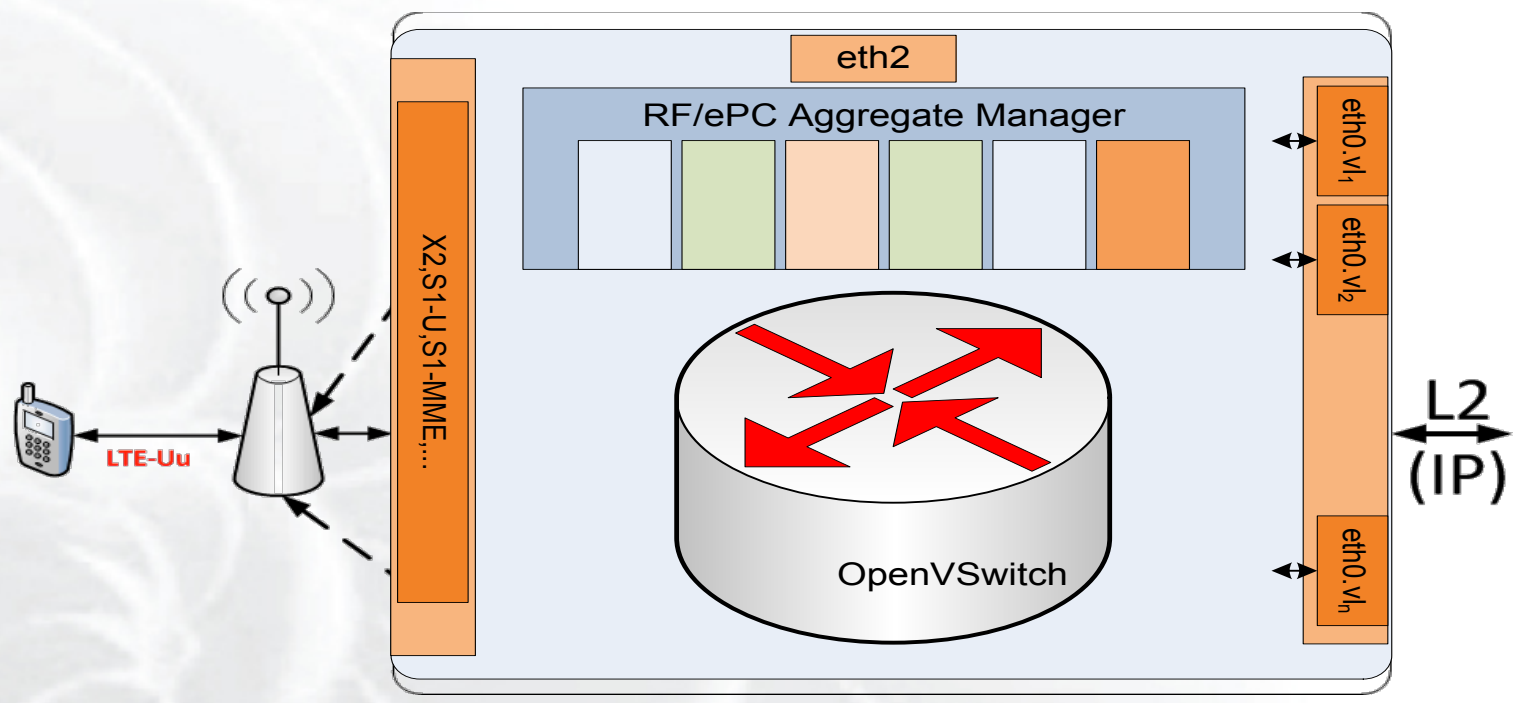 eth2
RF/ePC Aggregate Manager
eth0.vl₁
eth0.vl₂
X2,S1-U,S1-MME,...
LTE-Uu
L2
(IP)
OpenVSwitch
eth0.vlₙ